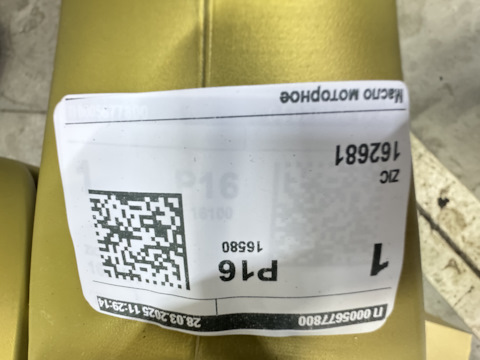 П 0005677800 28.03.2025 11:29:14
1 P16
16580
ZIC
162681
Масло моторное